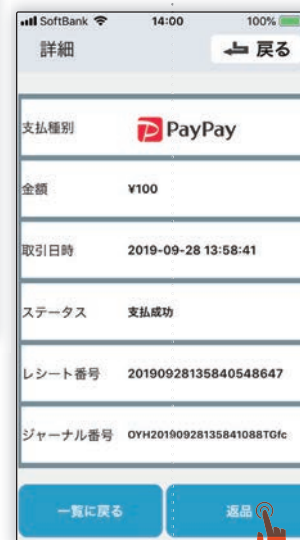 SoftBank 14:00 100%
詳細 戻る
支払種別 PayPay
金額 ¥100
取引日時 2019-09-28 13:58:41
ステータス 支払成功
レシート番号 20190928135840548647
ジャーナル番号 OYH20190928135841088TGfc
一覧に戻る 返品